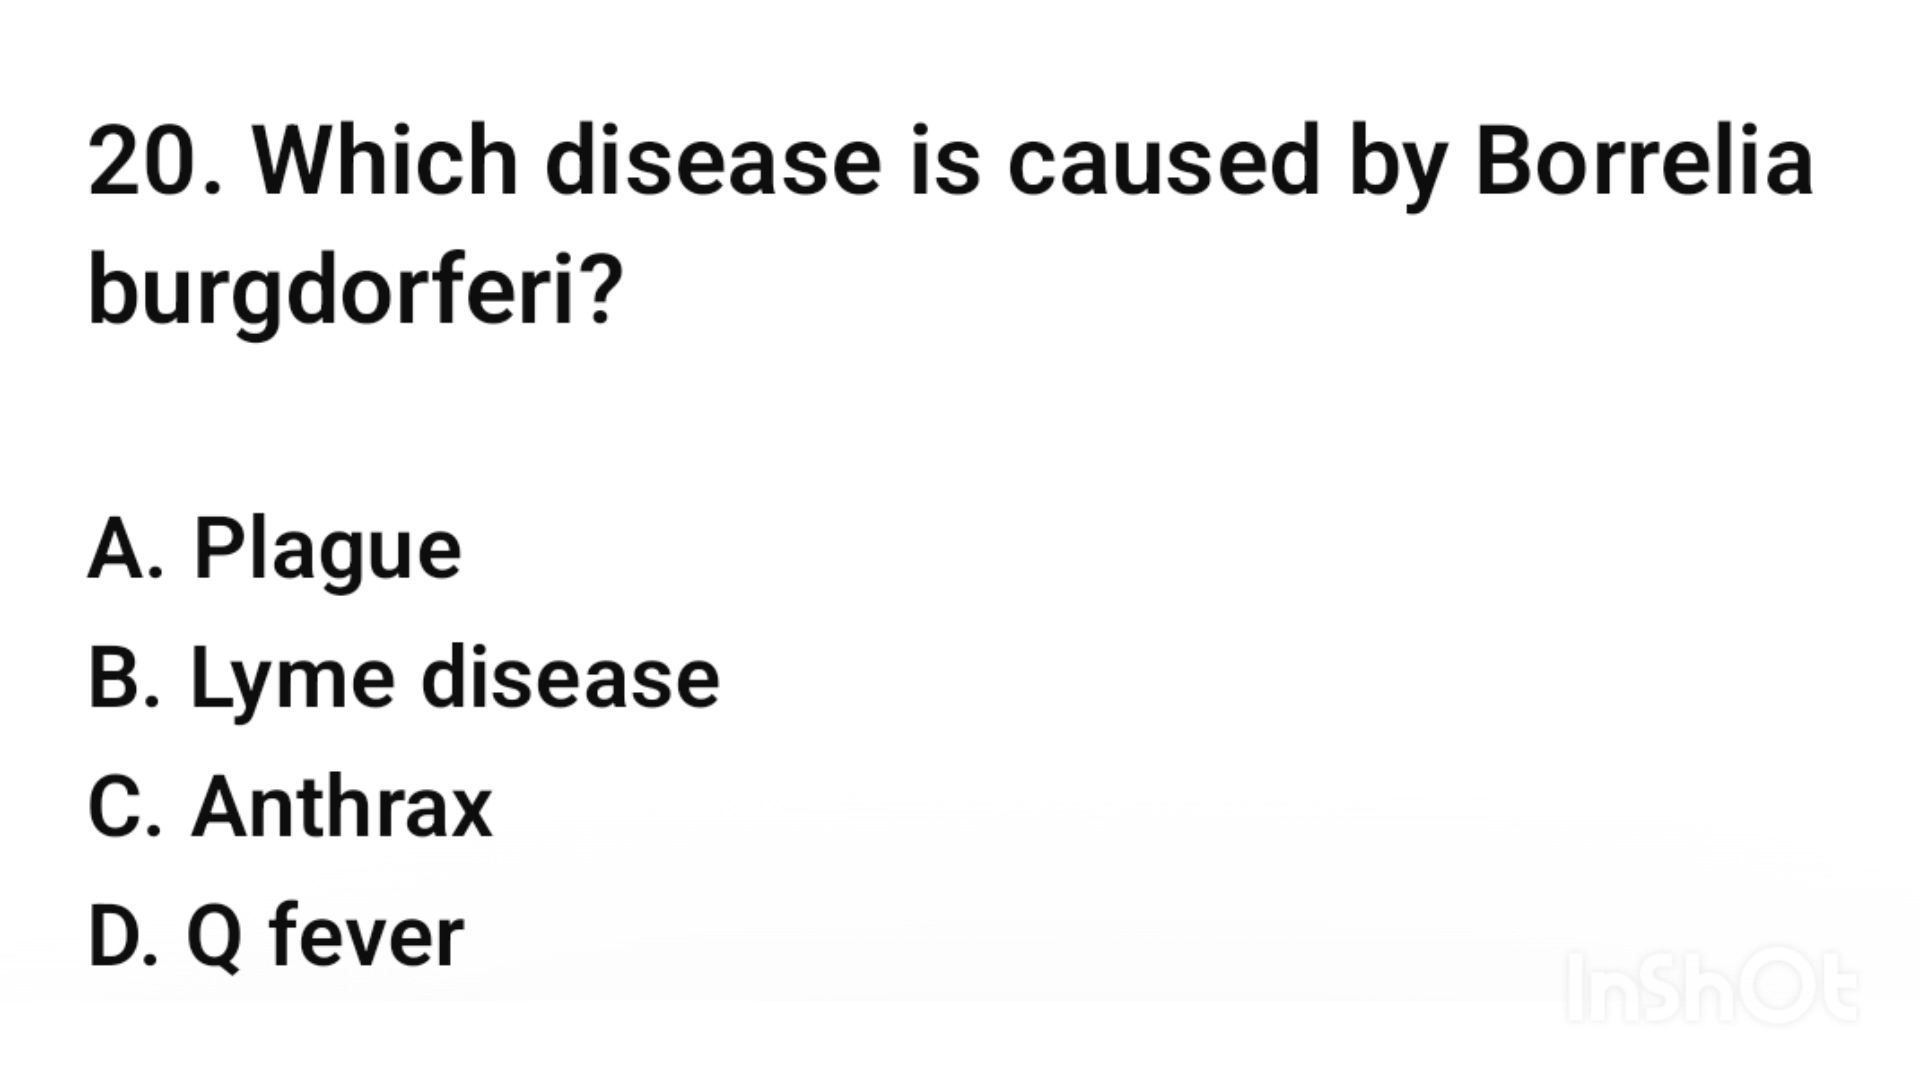 20. Which disease is caused by Borrelia
burgdorferi?
A. Plague
B. Lyme disease
C. Anthrax
D. Q fever
InShOt